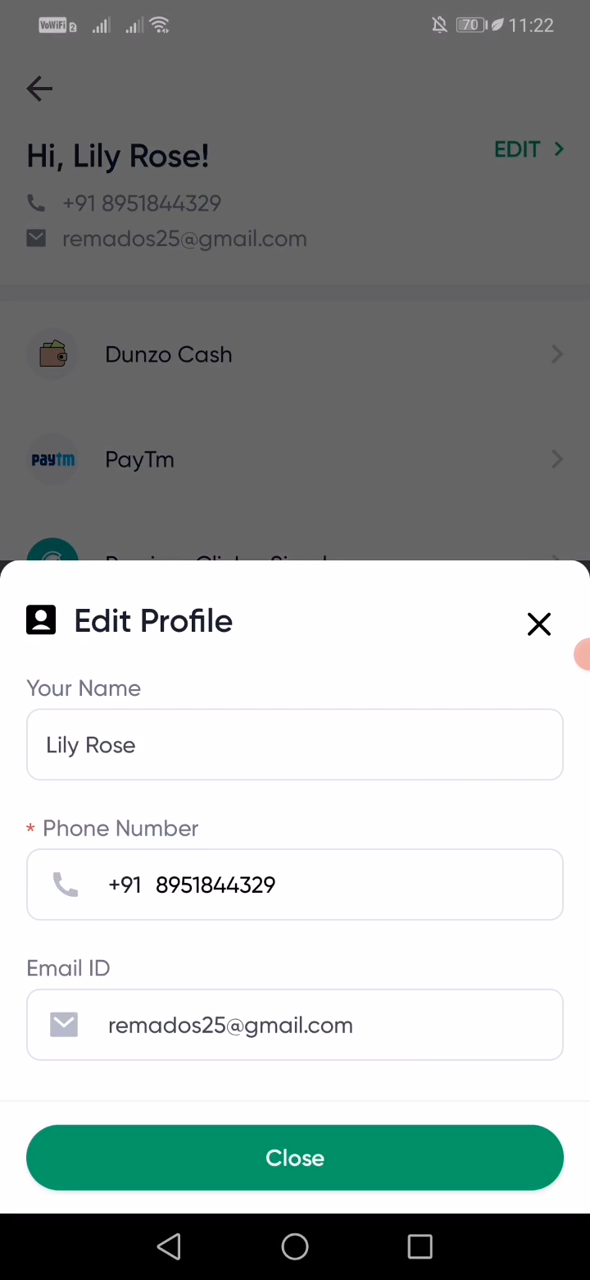 VoWiFi 2 70 11:22
Hi, Lily Rose!
EDIT
+91 8951844329
remados25@gmail.com
Dunzo Cash
paytm PayTm
Edit Profile
Your Name
Lily Rose
* Phone Number
+91 8951844329
Email ID
remados25@gmail.com
Close